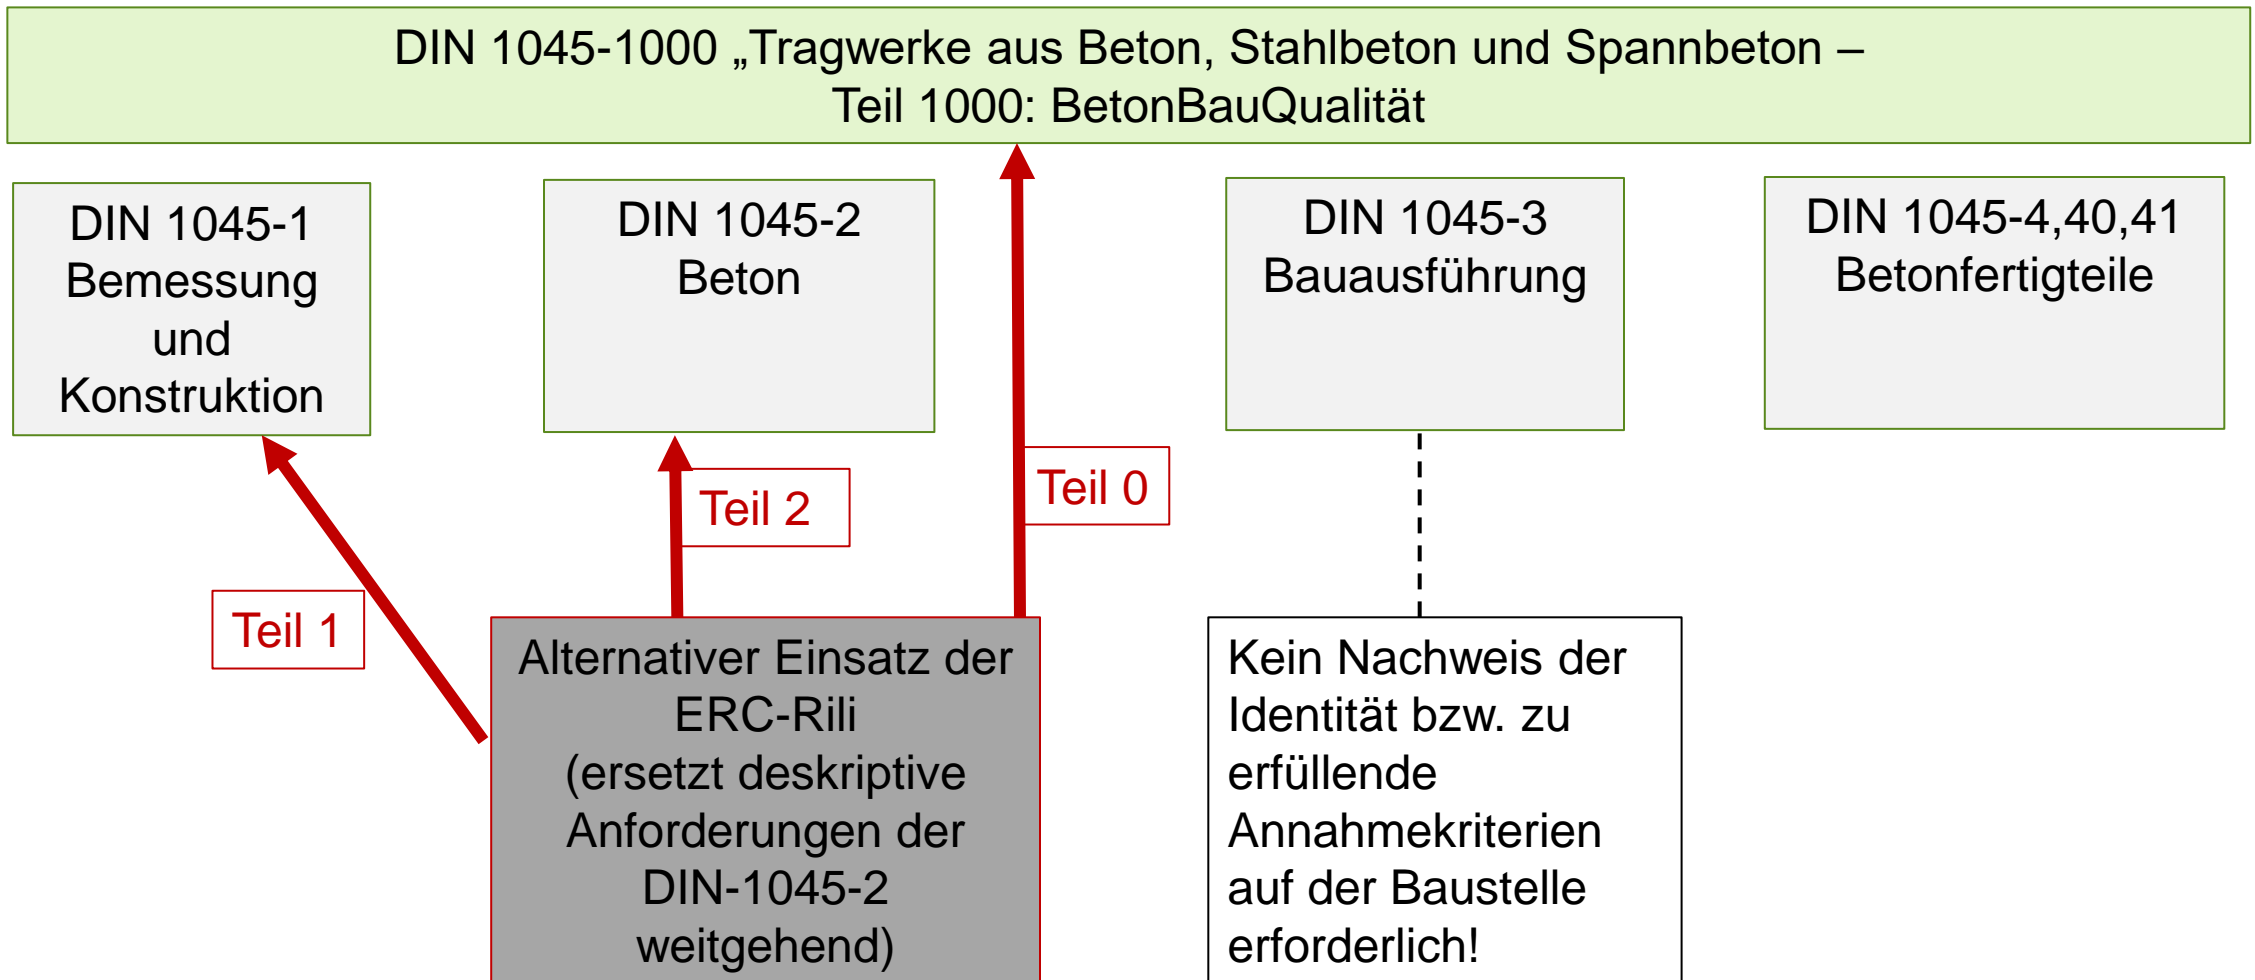 DIN 1045-1000 „Tragwerke aus Beton, Stahlbeton und Spannbeton –
Teil 1000: BetonBauQualität
DIN 1045-1
Bemessung
und
Konstruktion
DIN 1045-2
Beton
DIN 1045-3
Bauausführung
DIN 1045-4,40,41
Betonfertigteile
Teil 1
Teil 2
Teil 0
Alternativer Einsatz der
ERC-Rili
(ersetzt deskriptive
Anforderungen der
DIN-1045-2
weitgehend)
Kein Nachweis der
Identität bzw. zu
erfüllende
Annahmekriterien
auf der Baustelle
erforderlich!